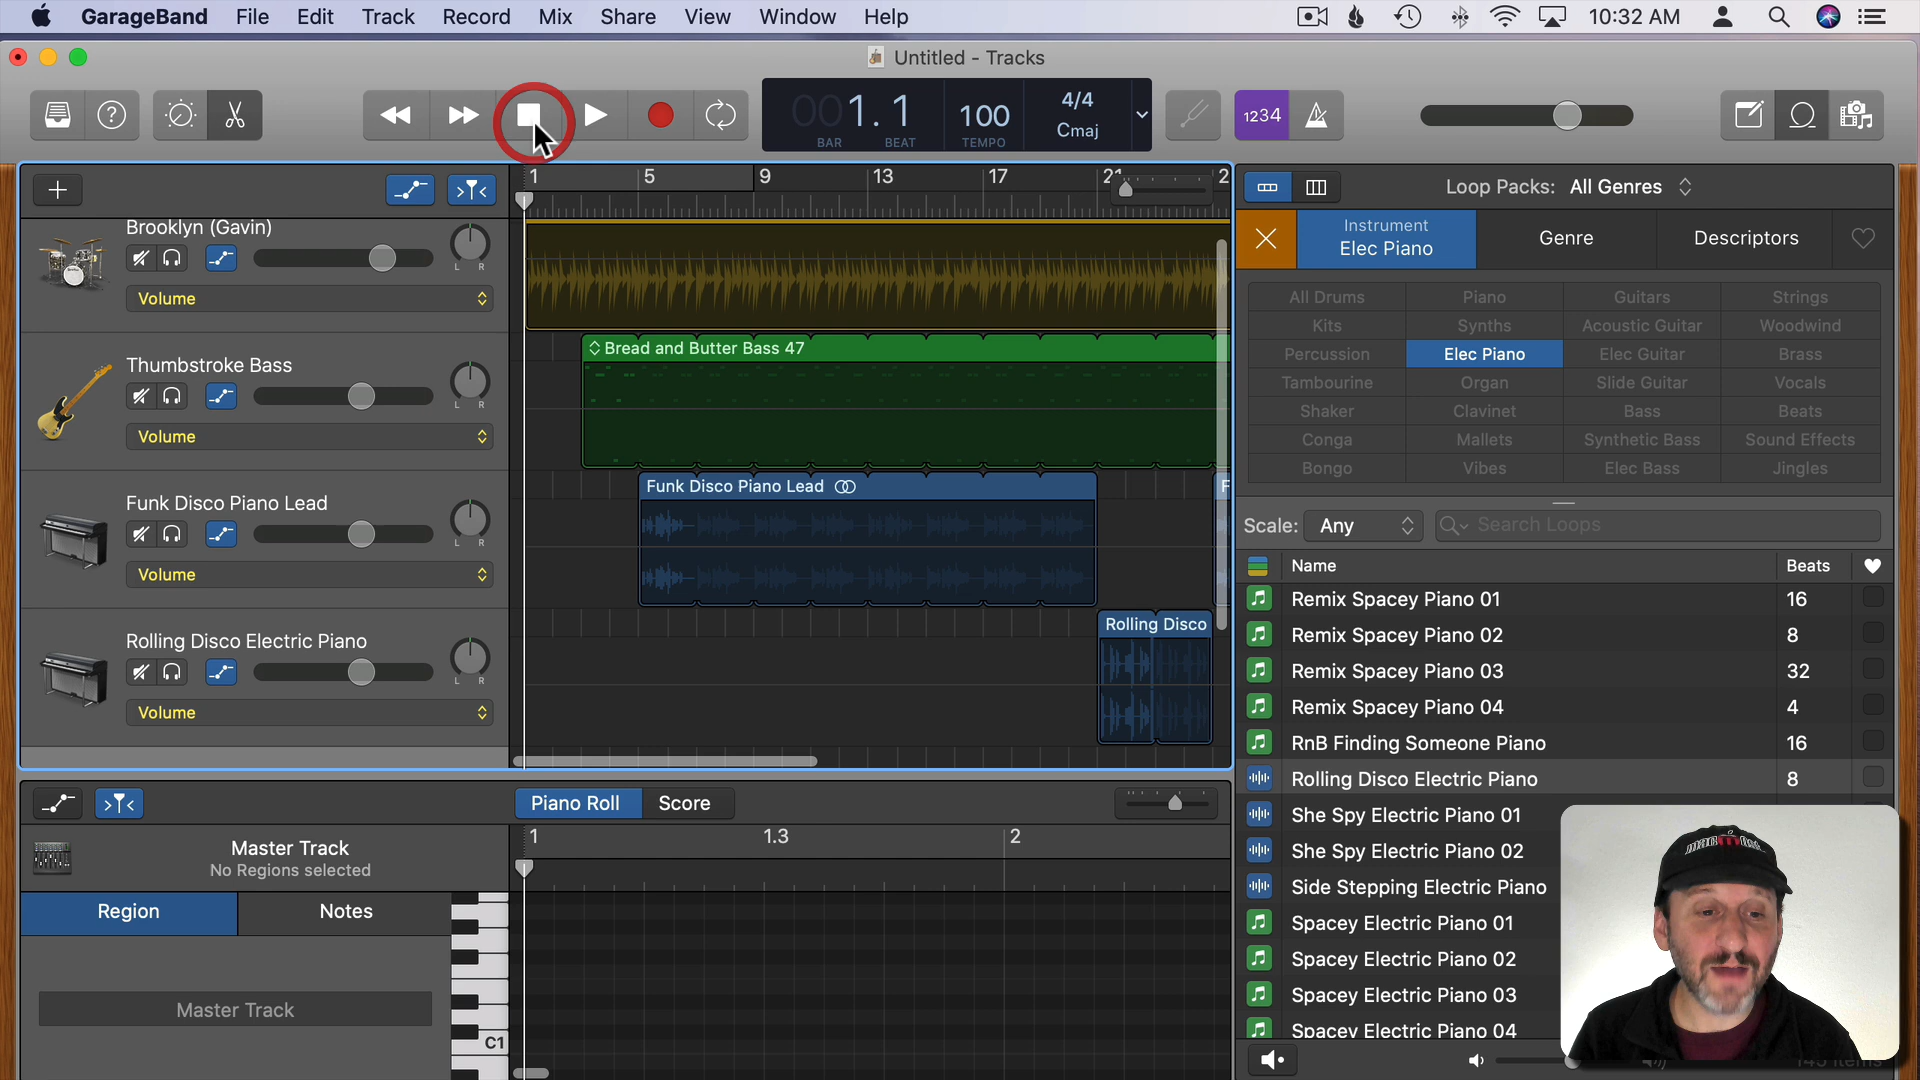 GarageBand File Edit Track Record Mix Share View Window Help 10:32 AM
Untitled - Tracks
001.1 100 4/4
Cmaj
BAR BEAT TEMPO
1234
1 5 9 13 17 21 2
Loop Packs: All Genres
Instrument
Elec Piano
Genre Descriptors
Brooklyn (Gavin)
L R
Volume
Thumbstroke Bass
L R
Volume
Funk Disco Piano Lead
L R
Volume
Rolling Disco Electric Piano
L R
Volume
Bread and Butter Bass 47
Funk Disco Piano Lead
F
Rolling Disco
All Drums Piano Guitars Strings
Kits Synths Acoustic Guitar Woodwind
Percussion Elec Piano Elec Guitar Brass
Tambourine Organ Slide Guitar Vocals
Shaker Clavinet Bass Beats
Conga Mallets Synthetic Bass Sound Effects
Bongo Vibes Elec Bass Jingles
Scale: Any Search Loops
Name Beats
Remix Spacey Piano 01 16
Remix Spacey Piano 02 8
Remix Spacey Piano 03 32
Remix Spacey Piano 04 4
RnB Finding Someone Piano 16
Rolling Disco Electric Piano 8
She Spy Electric Piano 01
She Spy Electric Piano 02
Side Stepping Electric Piano
Spacey Electric Piano 01
Spacey Electric Piano 02
Spacey Electric Piano 03
Spacey Electric Piano 04
Piano Roll Score
1 1.3 2
Master Track
No Regions selected
Region Notes
Master Track
C1